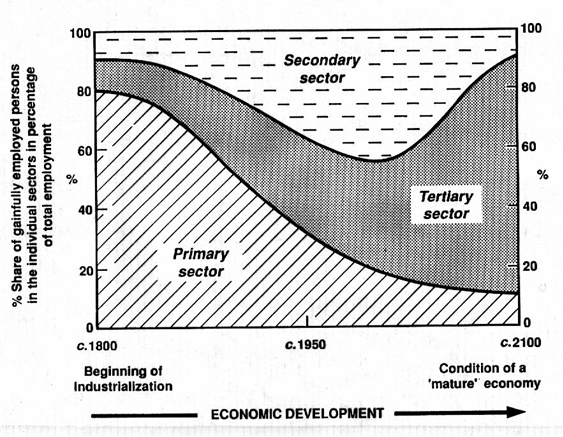 % Share of gainfully employed persons
in the individual sectors in percentage
of total employment
%
100
80
60
40
20
0
Secondary
sector
Tertiary
sector
Primary
sector
100
80
60
40
20
0
%
c.1800
c.1950
c.2100
Beginning of
Industrialization
Condition of a
'mature' economy
ECONOMIC DEVELOPMENT